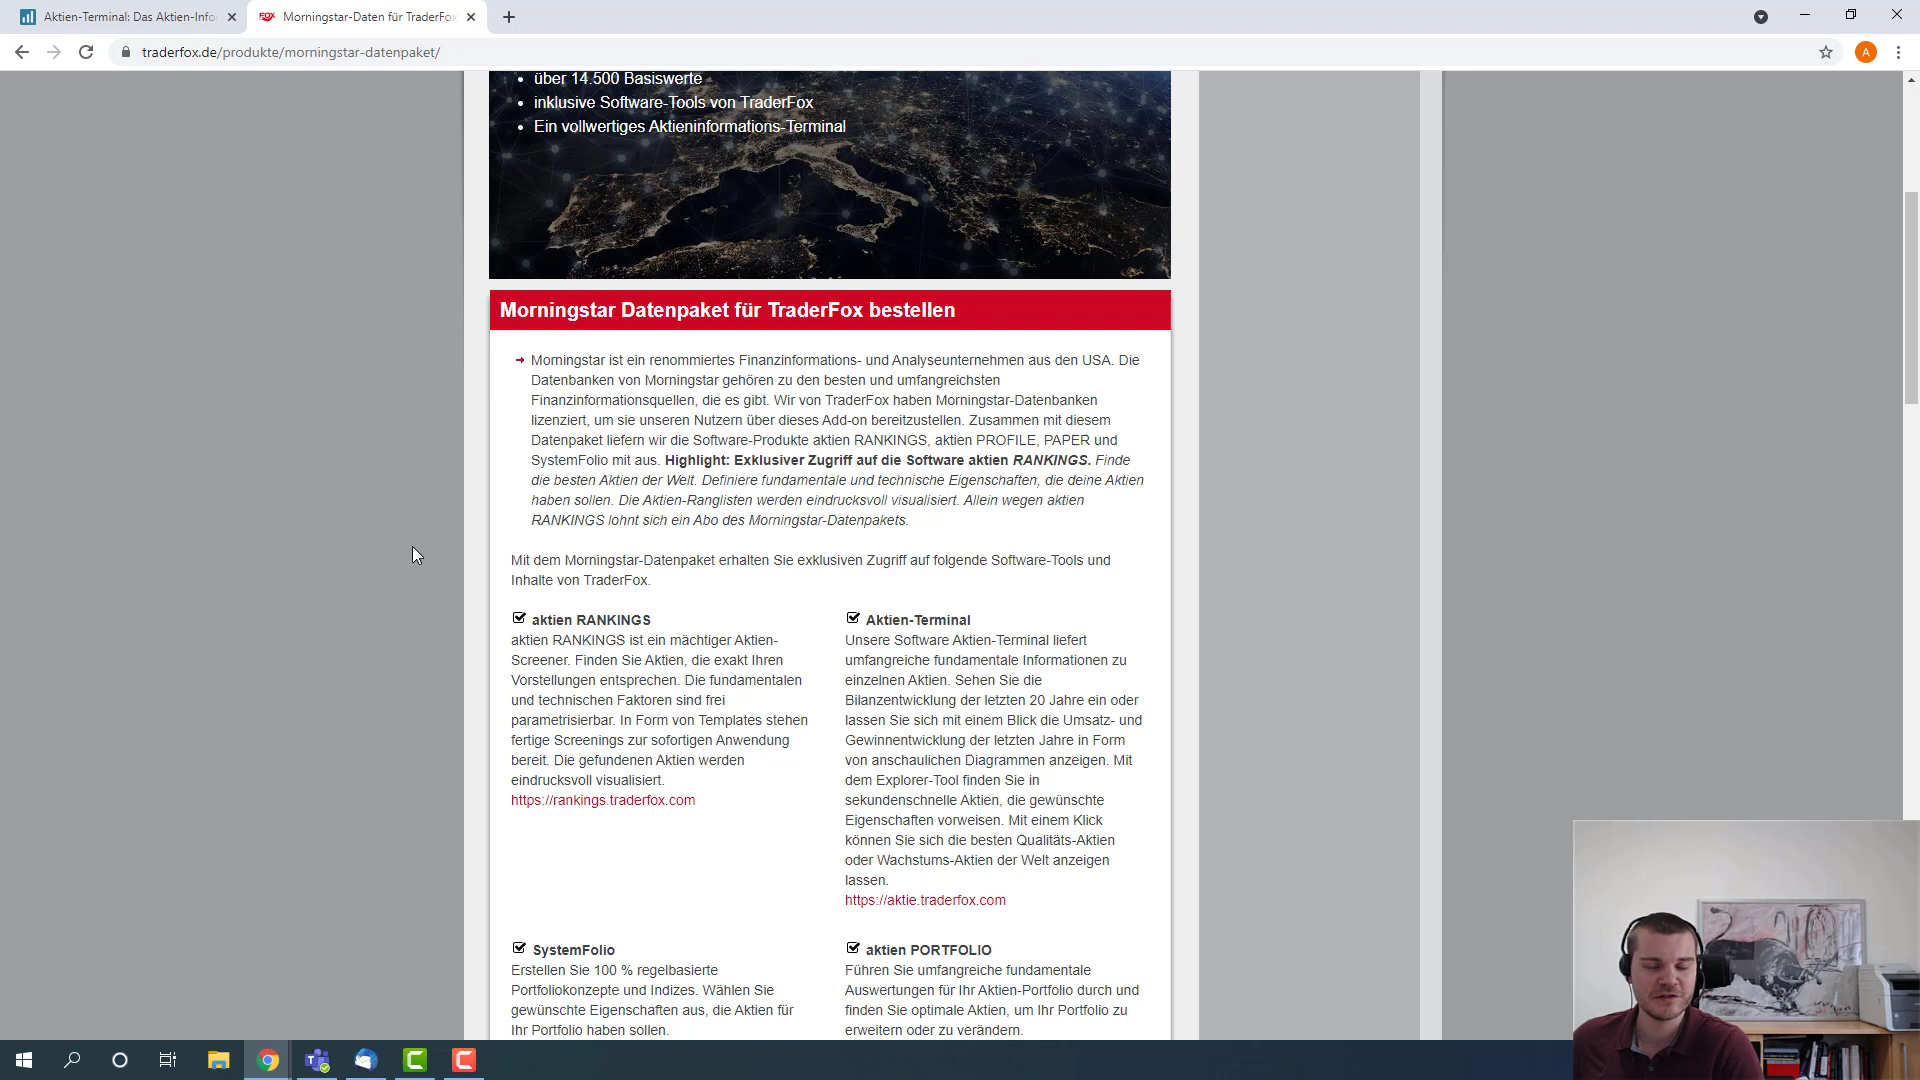 Aktien-Terminal: Das Aktien-Info
Morningstar-Daten für TraderFox
traderfox.de/produkte/morningstar-datenpaket/
A
über 14.500 Basiswerte
inklusive Software-Tools von TraderFox
Ein vollwertiges Aktieninformations-Terminal
Morningstar Datenpaket für TraderFox bestellen
Morningstar ist ein renommiertes Finanzinformations- und Analyseunternehmen aus den USA. Die
Datenbanken von Morningstar gehören zu den besten und umfangreichsten
Finanzinformationsquellen, die es gibt. Wir von TraderFox haben Morningstar-Datenbanken
lizenziert, um sie unseren Nutzern über dieses Add-on bereitzustellen. Zusammen mit diesem
Datenpaket liefern wir die Software-Produkte aktien RANKINGS, aktien PROFILE, PAPER und
SystemFolio mit aus. Highlight: Exklusiver Zugriff auf die Software aktien RANKINGS. Finde
die besten Aktien der Welt. Definiere fundamentale und technische Eigenschaften, die deine Aktien
haben sollen. Die Aktien-Ranglisten werden eindrucksvoll visualisiert. Allein wegen aktien
RANKINGS lohnt sich ein Abo des Morningstar-Datenpakets.
Mit dem Morningstar-Datenpaket erhalten Sie exklusiven Zugriff auf folgende Software-Tools und
Inhalte von TraderFox.
aktien RANKINGS
aktien RANKINGS ist ein mächtiger Aktien-
Screener. Finden Sie Aktien, die exakt Ihren
Vorstellungen entsprechen. Die fundamentalen
und technischen Faktoren sind frei
parametrisierbar. In Form von Templates stehen
fertige Screenings zur sofortigen Anwendung
bereit. Die gefundenen Aktien werden
eindrucksvoll visualisiert.
https://rankings.traderfox.com
Aktien-Terminal
Unsere Software Aktien-Terminal liefert
umfangreiche fundamentale Informationen zu
einzelnen Aktien. Sehen Sie die
Bilanzentwicklung der letzten 20 Jahre ein oder
lassen Sie sich mit einem Blick die Umsatz- und
Gewinnentwicklung der letzten Jahre in Form
von anschaulichen Diagrammen anzeigen. Mit
dem Explorer-Tool finden Sie in
sekundenschnelle Aktien, die gewünschte
Eigenschaften vorweisen. Mit einem Klick
können Sie sich die besten Qualitäts-Aktien
oder Wachstums-Aktien der Welt anzeigen
lassen.
https://aktie.traderfox.com
SystemFolio
Erstellen Sie 100 % regelbasierte
Portfoliokonzepte und Indizes. Wählen Sie
gewünschte Eigenschaften aus, die Aktien für
Ihr Portfolio haben sollen.
aktien PORTFOLIO
Führen Sie umfangreiche fundamentale
Auswertungen für Ihr Aktien-Portfolio durch und
finden Sie optimale Aktien, um Ihr Portfolio zu
erweitern oder zu verändern.